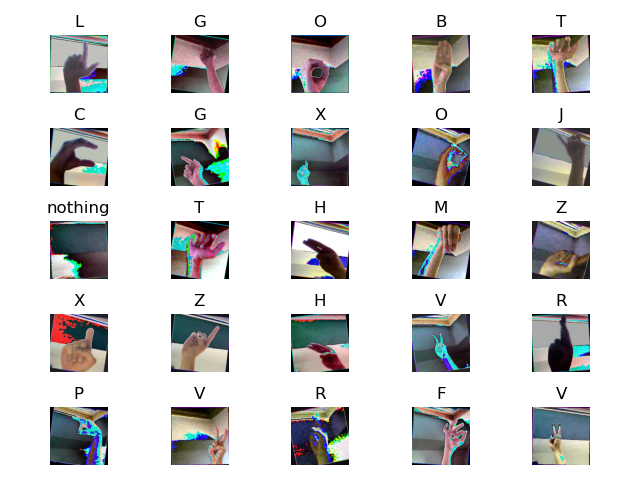 L G O B T
C G X O J
nothing T H M Z
X Z H V R
P V R F V